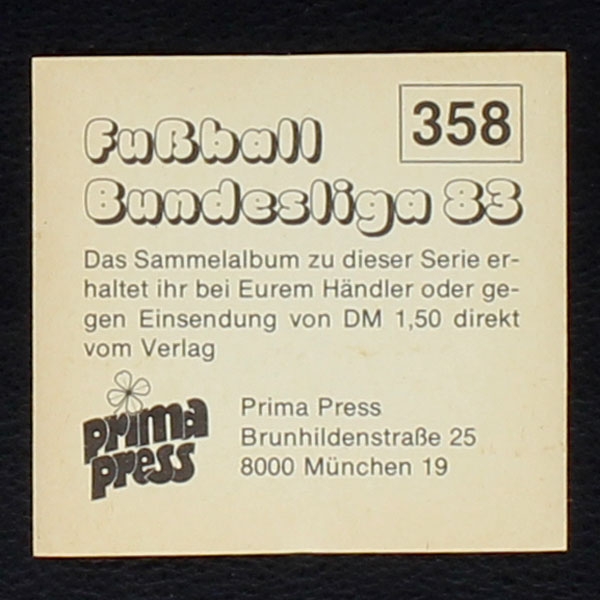 358
Fußball
Bundesliga 83
Das Sammelalbum zu dieser Serie er-
haltet ihr bei Eurem Händler oder ge-
gen Einsendung von DM 1,50 direkt
vom Verlag
prima
press
Prima Press
Brunhildenstraße 25
8000 München 19